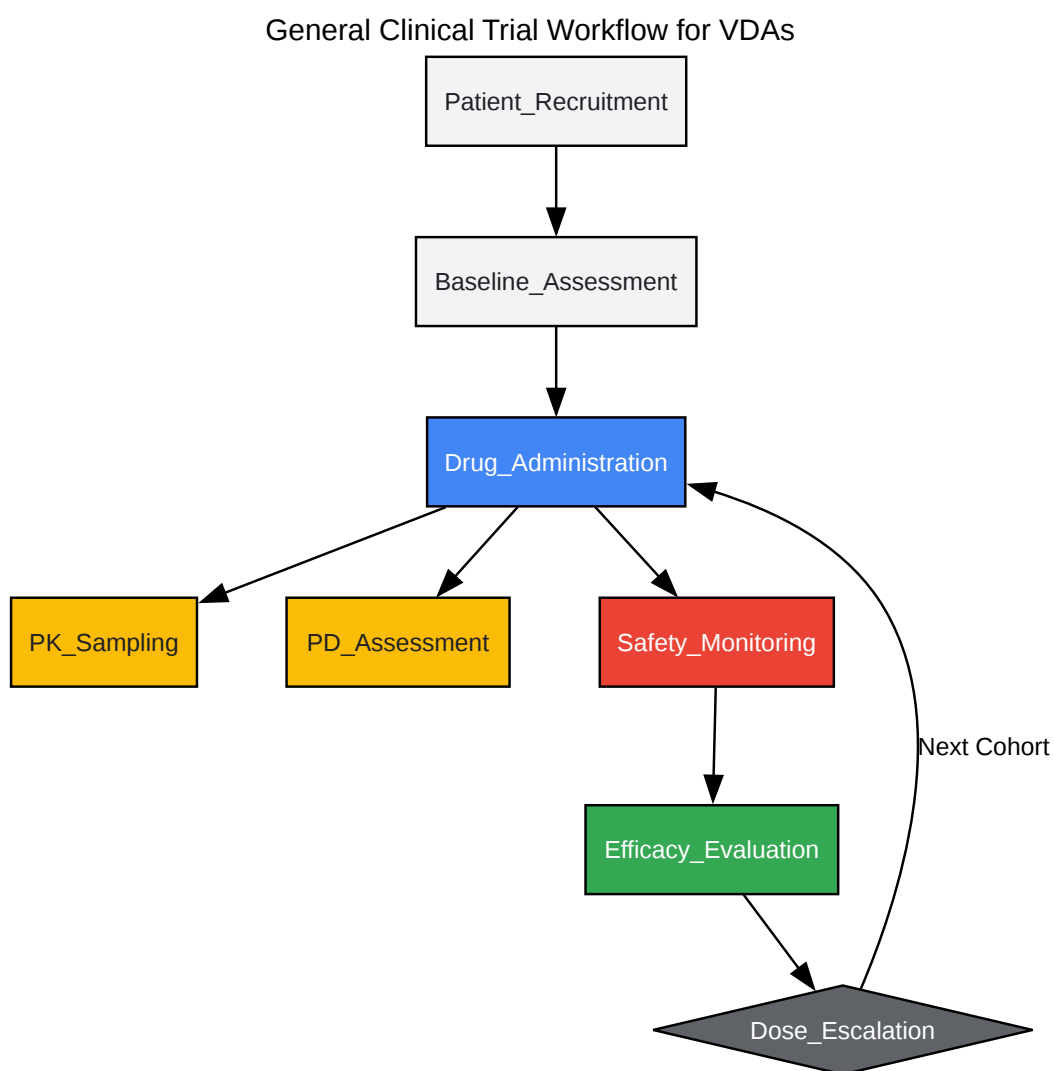 General Clinical Trial Workflow for VDAs
Patient_Recruitment
Baseline_Assessment
Drug_Administration
PK_Sampling
PD_Assessment
Safety_Monitoring
Next Cohort
Efficacy_Evaluation
Dose_Escalation